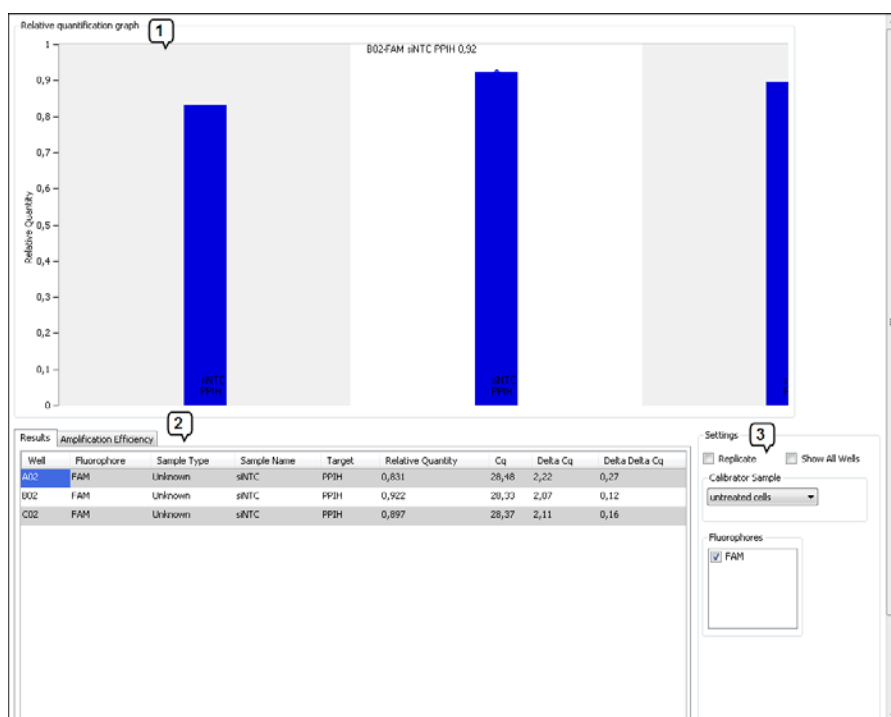 Relative quantification graph
1
B02-FAM siNTC PPIH 0,92
1
0,9
0,8
0,7
0,6
0,5
0,4
0,3
0,2
0,1
0
Relative Quantity
siNTC
PPIH
siNTC
PPIH
2
Results Amplification Efficiency
Well Fluorophore Sample Type Sample Name Target Relative Quantity Cq Delta Cq Delta Delta Cq
A02 FAM Unknown siNTC PPIH 0,831 28,48 2,22 0,27
B02 FAM Unknown siNTC PPIH 0,922 28,33 2,07 0,12
C02 FAM Unknown siNTC PPIH 0,897 28,37 2,11 0,16
Settings 3
Replicate Show All Wells
Calibrator Sample
untreated cells
Fluorophores
FAM